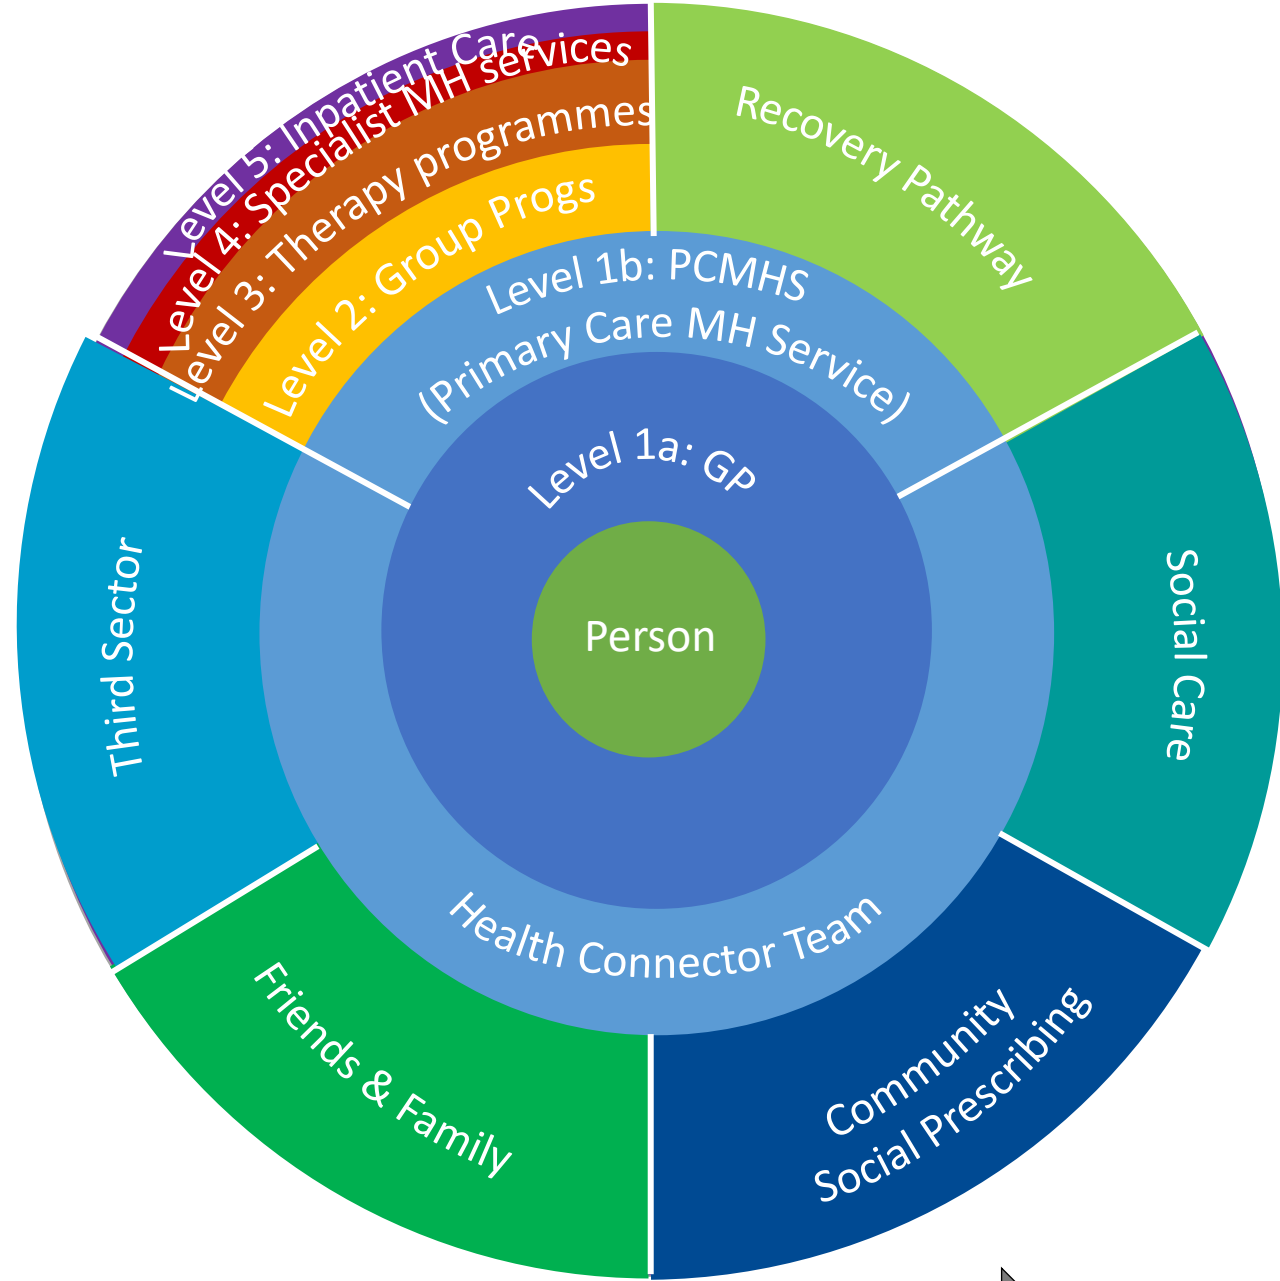 Level 5: Inpatient Care
Level 4: Specialist MH services
Level 3: Therapy programmes
Level 2: Group Progs
Recovery Pathway
Level 1b: PCMHS
(Primary Care MH Service)
Level 1a: GP
Person
Third Sector
Social Care
Health Connector Team
Friends & Family
Community
Social Prescribing